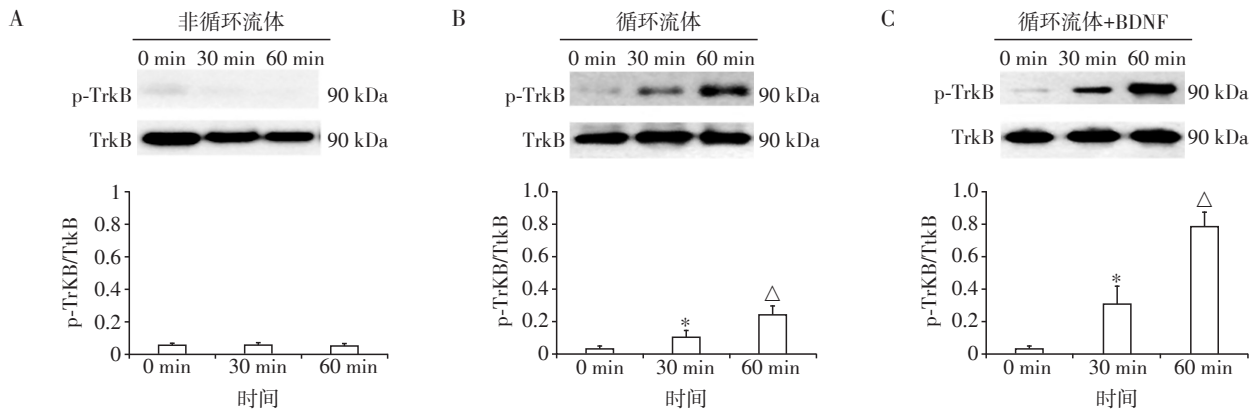 A
非循环流体
0 min 30 min 60 min
p-TrkB
90 kDa
TrkB
90 kDa
1
0.8
0.6
0.4
0.2
0
p-TrKB/TtkB
0 min 30 min 60 min
时间
B
循环流体
0 min 30 min 60 min
p-TrkB
90 kDa
TrkB
90 kDa
1.0
0.8
0.6
0.4
0.2
0
p-TrKB/TtkB
*
△
0 min 30 min 60 min
时间
C
循环流体+BDNF
0 min 30 min 60 min
p-TrkB
90 kDa
TrkB
90 kDa
1.0
0.8
0.6
0.4
0.2
0
p-TrKB/TtkB
*
△
0 min 30 min 60 min
时间